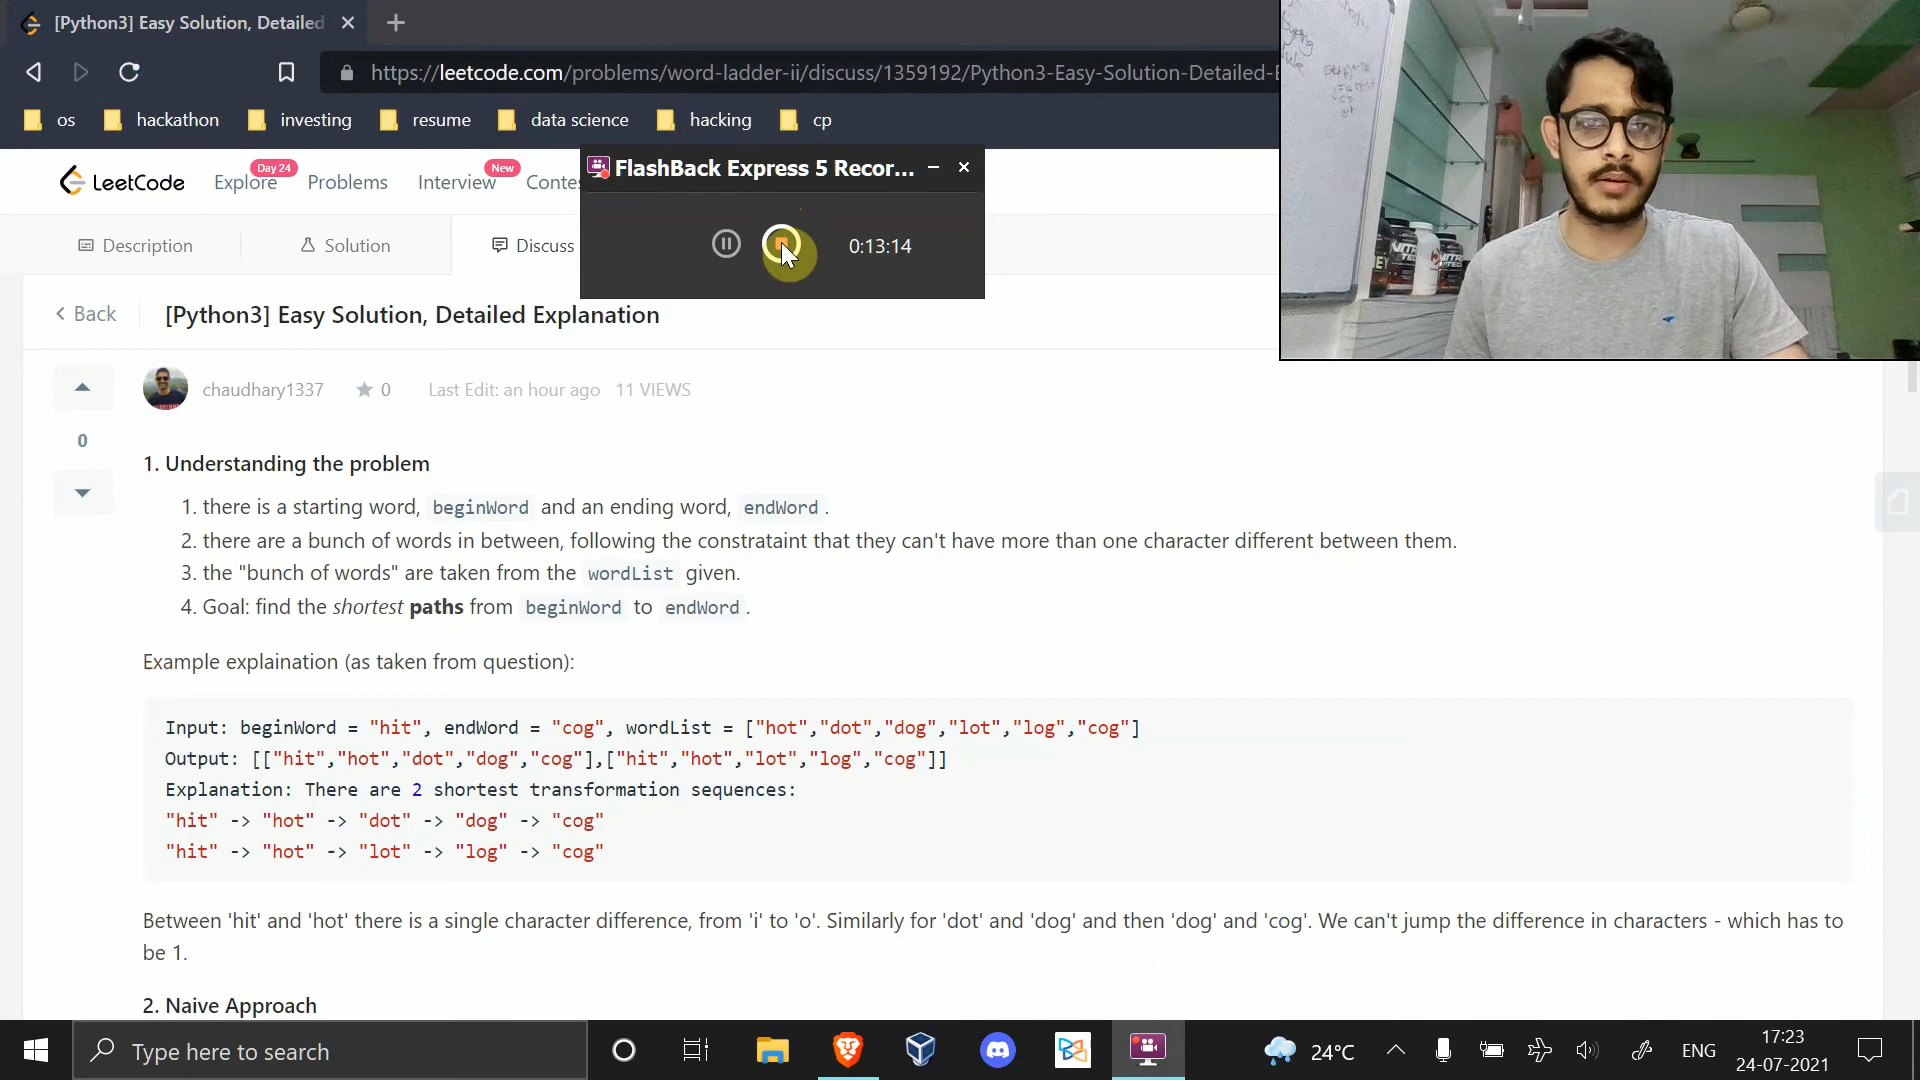 [Python3] Easy Solution, Detailed
https://leetcode.com/problems/word-ladder-ii/discuss/1359192/Python3-Easy-Solution-Detailed-E
os hackathon investing resume data science hacking cp
LeetCode
Explore
Day 24
Problems
Interview
New
Contes
FlashBack Express 5 Recor...
0:13:14
Description
Solution
Discuss
Back
[Python3] Easy Solution, Detailed Explanation
chaudhary1337 0 Last Edit: an hour ago 11 VIEWS
0
1. Understanding the problem
1. there is a starting word, beginWord and an ending word, endWord .
2. there are a bunch of words in between, following the constrataint that they can't have more than one character different between them.
3. the "bunch of words" are taken from the wordList given.
4. Goal: find the shortest paths from beginWord to endWord .
Example explaination (as taken from question):
Input: beginWord = "hit", endWord = "cog", wordList = ["hot","dot","dog","lot","log","cog"]
Output: [["hit","hot","dot","dog","cog"],["hit","hot","lot","log","cog"]]
Explanation: There are 2 shortest transformation sequences:
"hit" -> "hot" -> "dot" -> "dog" -> "cog"
"hit" -> "hot" -> "lot" -> "log" -> "cog"
Between 'hit' and 'hot' there is a single character difference, from 'i' to 'o'. Similarly for 'dot' and 'dog' and then 'dog' and 'cog'. We can't jump the difference in characters - which has to
be 1.
2. Naive Approach
Type here to search
24°C
ENG
17:23
24-07-2021